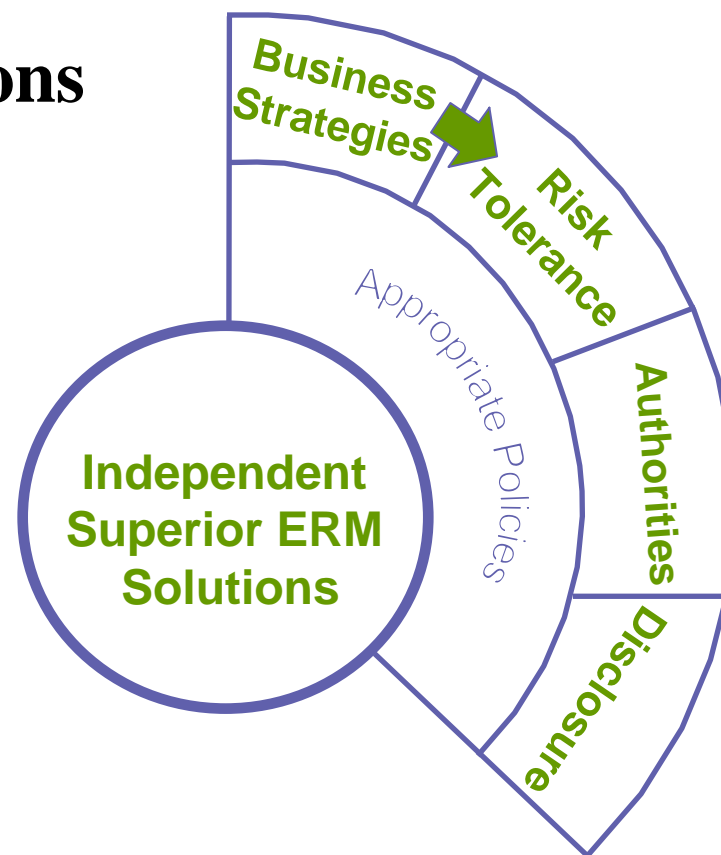 ons
Business
Strategies
Risk
Tolerance
Authorities
Disclosure
Appropriate Policies
Independent
Superior ERM
Solutions